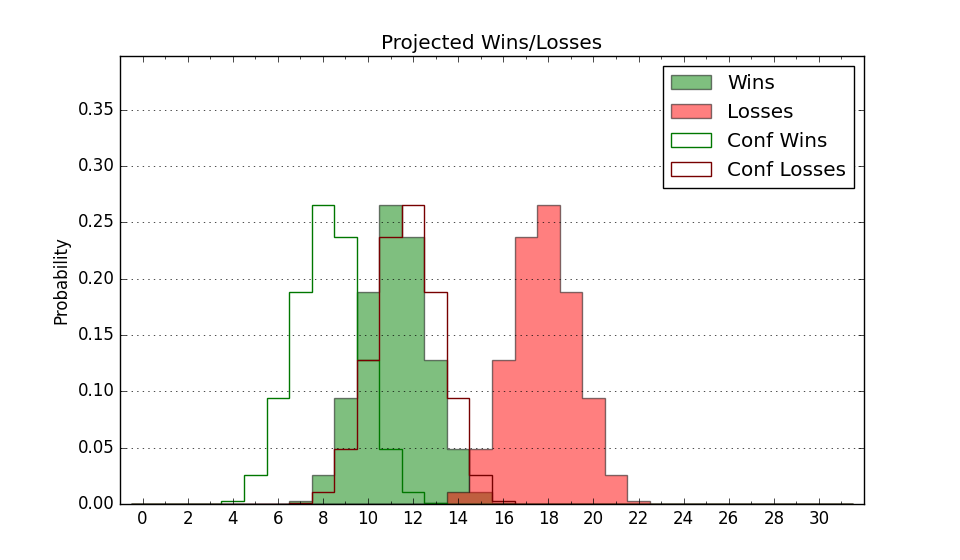 Projected Wins/Losses
Wins
Losses
Conf Wins
Conf Losses
Probability
0.35
0.30
0.25
0.20
0.15
0.10
0.05
0.00
0 2 4 6 8 10 12 14 16 18 20 22 24 26 28 30